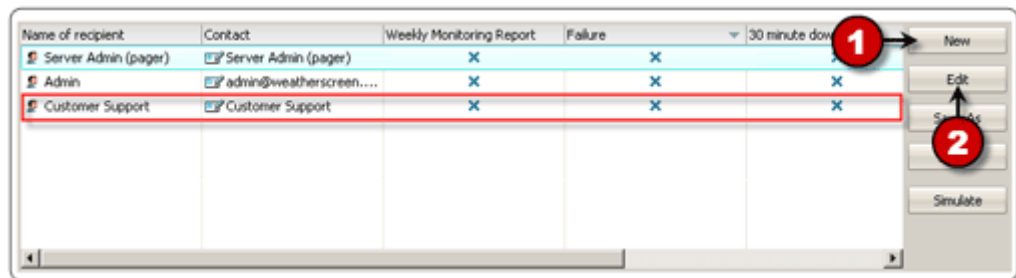 Name of recipient Contact Weekly Monitoring Report Failure 30 minute dow 1 New
Server Admin (pager) Server Admin (pager)
Admin admin@weatherscreen.... Edit
Customer Support Customer Support
2
Simulate